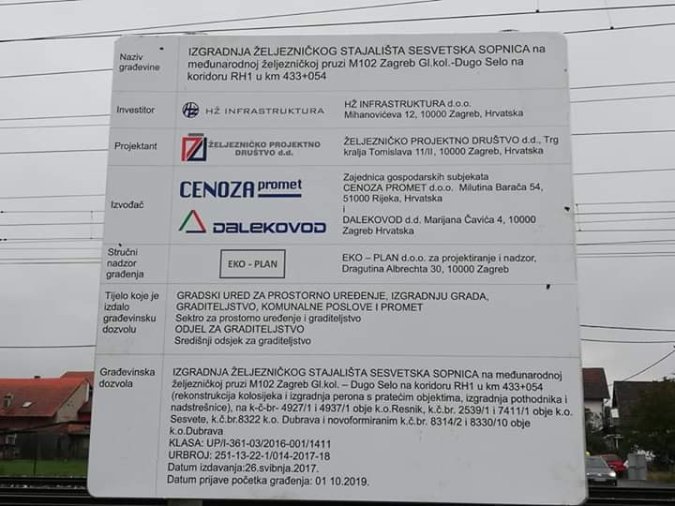 Naziv građevine
IZGRADNJA ŽELJEZNIČKOG STAJALIŠTA SESVETSKA SOPNICA na
međunarodnoj željezničkoj pruzi M102 Zagreb Gl.kol.-Dugo Selo na
koridoru RH1 u km 433+054
Investitor
HŽ INFRASTRUKTURA
HŽ INFRASTRUKTURA d.o.o.
Mihanovićeva 12, 10000 Zagreb, Hrvatska
Projektant
ŽELJEZNIČKO PROJEKTNO
DRUŠTVO d.d.
ŽELJEZNIČKO PROJEKTNO DRUŠTVO d.d., Trg
kralja Tomislava 11/II, 10000 Zagreb, Hrvatska
Izvođač
CENOZA promet
DALEKOVOD
Zajednica gospodarskih subjekata
CENOZA PROMET d.o.o. Milutina Barača 54,
51000 Rijeka, Hrvatska
i
DALEKOVOD d.d. Marijana Čavića 4, 10000
Zagreb Hrvatska
Stručni
nadzor
građenja
EKO - PLAN
EKO – PLAN d.o.o. za projektiranje i nadzor,
Dragutina Albrechta 30, 10000 Zagreb
Tijelo koje je
izdalo
građevinsku
dozvolu
GRADSKI URED ZA PROSTORNO UREĐENJE, IZGRADNJU GRADA,
GRADITELJSTVO, KOMUNALNE POSLOVE I PROMET
Sektro za prostorno uređenje i graditeljstvo
ODJEL ZA GRADITELJSTVO
Središnji odsjek za graditeljstvo
Građevinska
dozvola
IZGRADNJA ŽELJEZNIČKOG STAJALIŠTA SESVETSKA SOPNICA na međunarodnoj
željezničkoj pruzi M102 Zagreb Gl.kol. – Dugo Selo na koridoru RH1 u km 433+054
(rekonstrukcija kolosijeka i izgradnja perona s pratećim objektima, izgradnja pothodnika i
nadstrešnice), na k-č-br- 4927/1 i 4937/1 obje k.o.Resnik, k.č.br. 2539/1 i 7411/1 obje k.o.
Sesvete, k.č.br.8322 k.o. Dubrava i novoformiranim k.č.br. 8314/2 i 8330/10 obje
k.o.Dubrava
KLASA: UP/I-361-03/2016-001/1411
URBROJ: 251-13-22-1/014-2017-18
Datum izdavanja:26.svibnja.2017.
Datum prijave početka građenja: 01 10.2019.